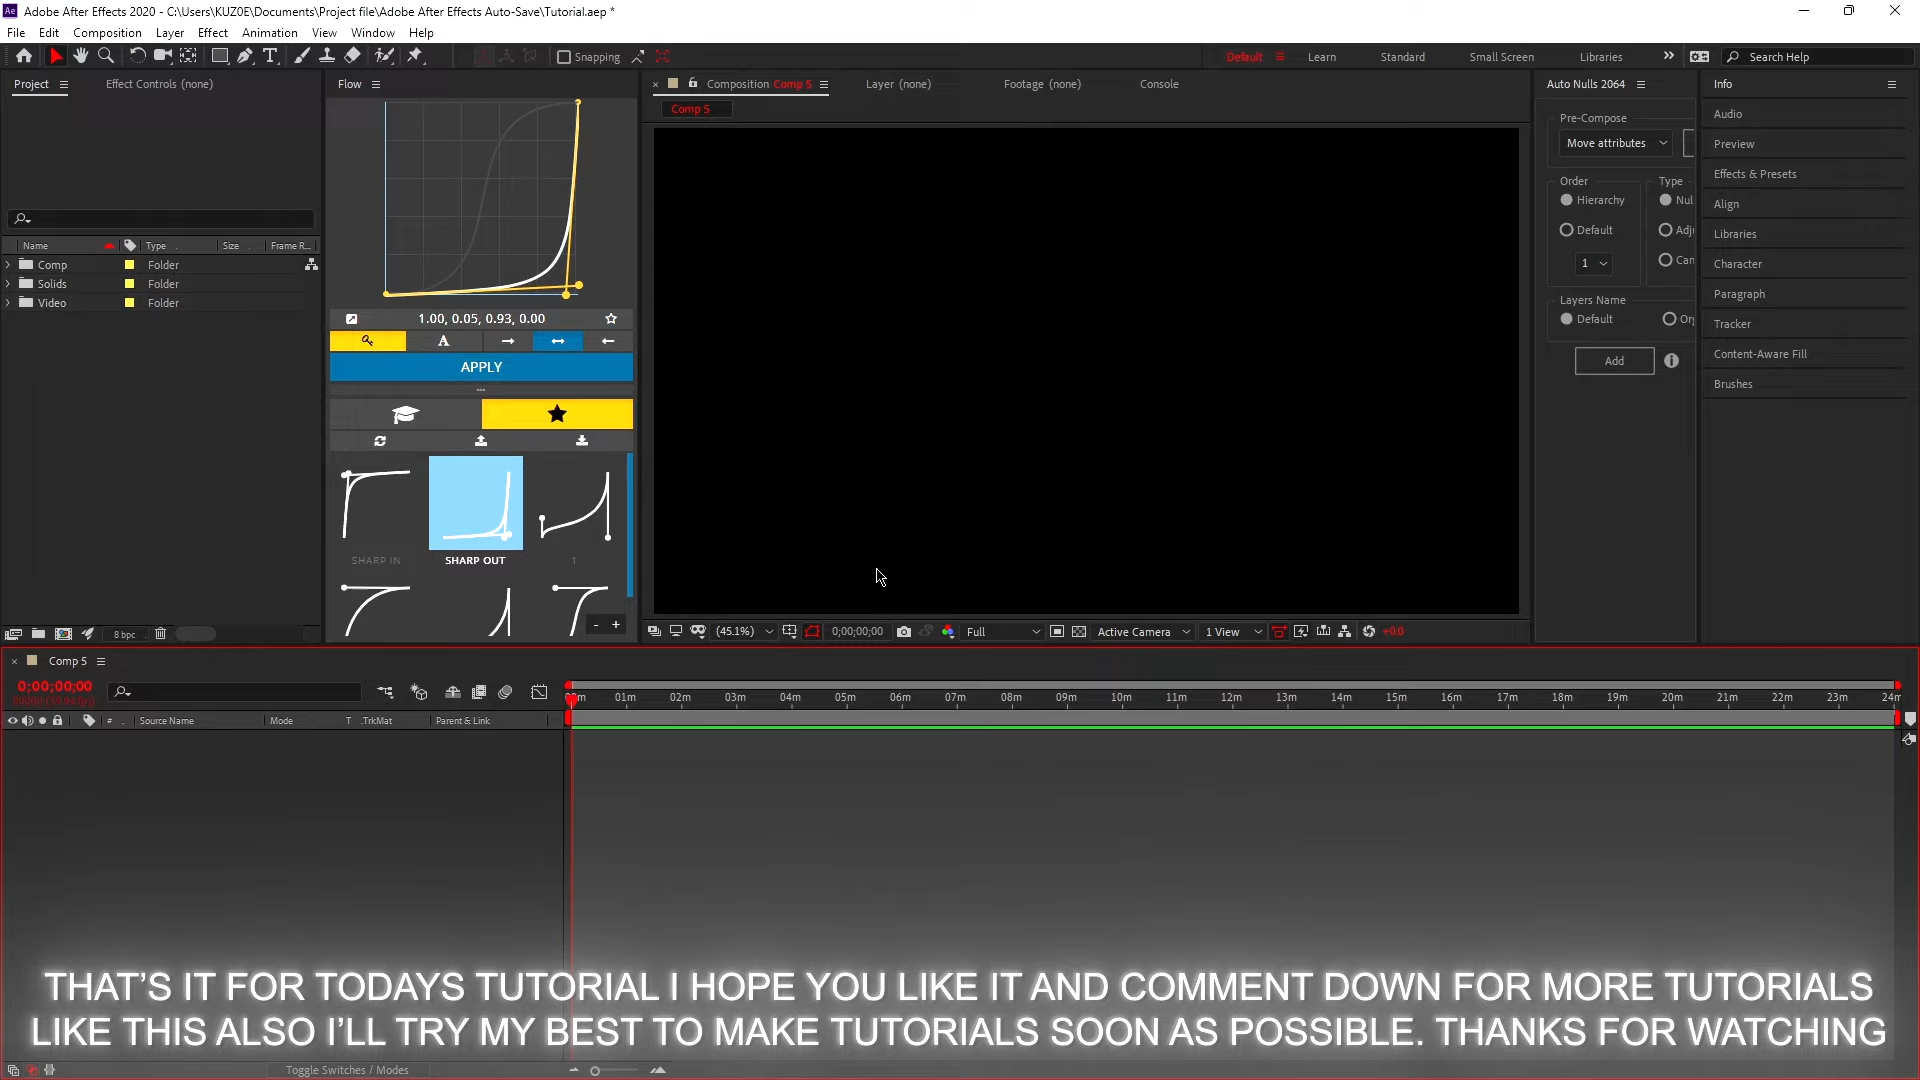 Adobe After Effects 2020 - C:\Users\KUZ0E\Documents\Project file\Adobe After Effects Auto-Save\Tutorial.aep *
File Edit Composition Layer Effect Animation View Window Help
Snapping Default Learn Standard Small Screen Libraries Search Help
Project Effect Controls (none) Flow Composition Comp 5 Layer (none) Footage (none) Console Auto Nulls 2064 Info
Comp 5
Audio
Pre-Compose
Move attributes
Preview
Effects & Presets
Order Type
Hierarchy Nul
Align
Default Adj
Libraries
1 Can
Character
Paragraph
Layers Name
Default Or
Tracker
Content-Aware Fill
Add
Brushes
Name Type Size Frame R...
Comp Folder
Solids Folder
Video Folder
1.00, 0.05, 0.93, 0.00
A
APPLY
SHARP IN SHARP OUT 1
- +
8 bpc (45.1%) 0;00;00;00 Full Active Camera 1 View +0.0
Comp 5
0;00;00;00
01m 02m 03m 04m 05m 06m 07m 08m 09m 10m 11m 12m 13m 14m 15m 16m 17m 18m 19m 20m 21m 22m 23m 24m
# Source Name Mode T .TrkMat Parent & Link
THAT'S IT FOR TODAYS TUTORIAL I HOPE YOU LIKE IT AND COMMENT DOWN FOR MORE TUTORIALS
LIKE THIS ALSO I'LL TRY MY BEST TO MAKE TUTORIALS SOON AS POSSIBLE. THANKS FOR WATCHING
Toggle Switches / Modes